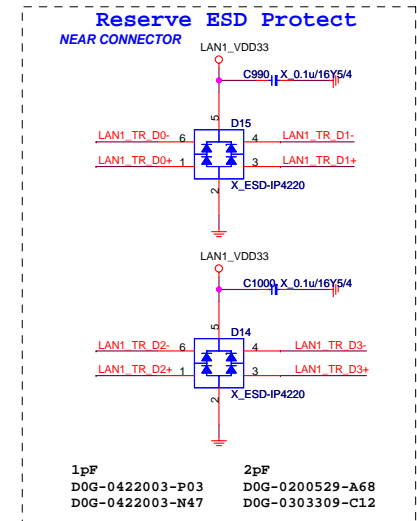 Reserve ESD Protect
NEAR CONNECTOR
LAN1_VDD33
C990 X_0.1u/16Y5/4
5
D15
LAN1_TR_D0- 6 4 LAN1_TR_D1-
LAN1_TR_D0+ 1 3 LAN1_TR_D1+
2
X_ESD-IP4220
LAN1_VDD33
C1000 X_0.1u/16Y5/4
5
D14
LAN1_TR_D2- 6 4 LAN1_TR_D3-
LAN1_TR_D2+ 1 3 LAN1_TR_D3+
2
X_ESD-IP4220
1pF 2pF
D0G-0422003-P03 D0G-0200529-A68
D0G-0422003-N47 D0G-0303309-C12